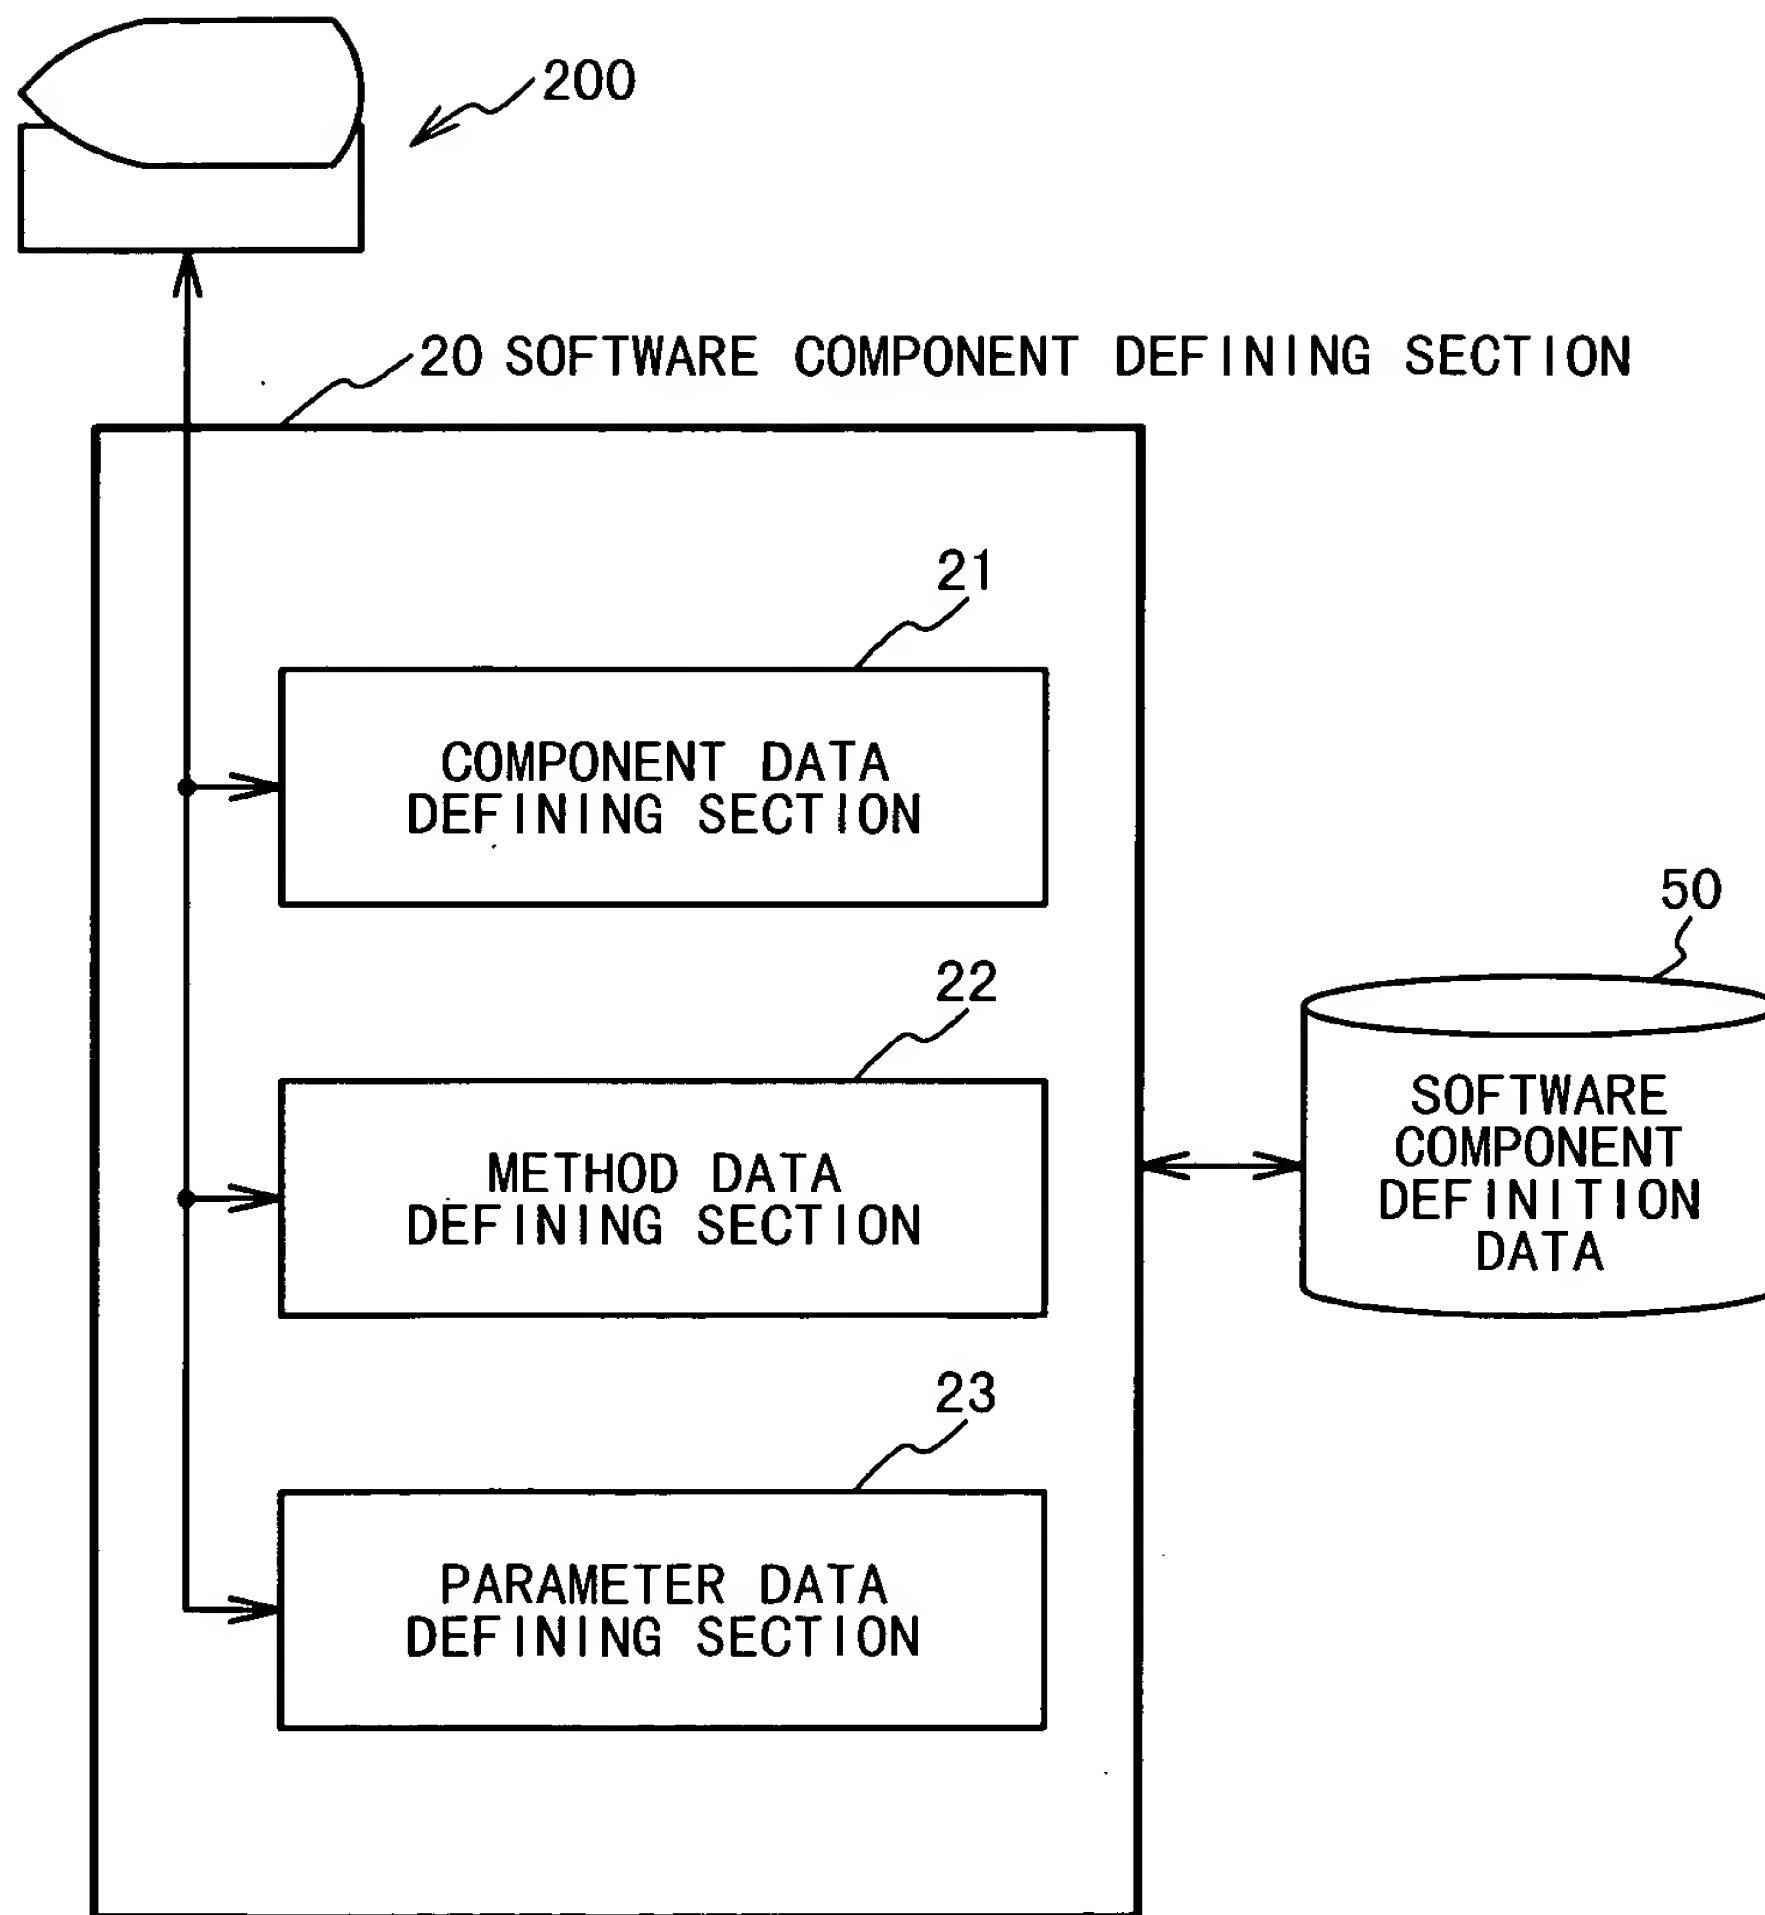 200
20 SOFTWARE COMPONENT DEFINING SECTION
21
COMPONENT DATA
DEFINING SECTION
22
METHOD DATA
DEFINING SECTION
23
PARAMETER DATA
DEFINING SECTION
50
SOFTWARE
COMPONENT
DEFINITION
DATA